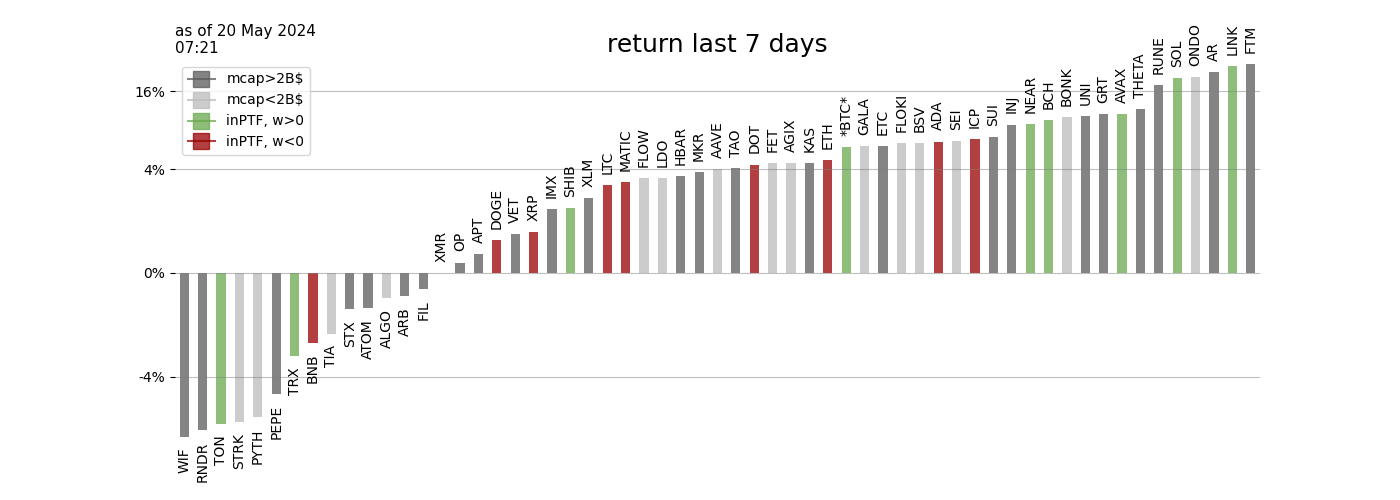 as of 20 May 2024
07:21
return last 7 days
mcap>2B$
mcap<2B$
inPTF, w>0
inPTF, w<0
16%
4%
0%
-4%
WIF
RNDR
TON
STRK
PYTH
PEPE
TRX
BNB
TIA
STX
ATOM
ALGO
ARB
FIL
XMR
OP
APT
DOGE
VET
XRP
IMX
SHIB
XLM
LTC
MATIC
FLOW
LDO
HBAR
MKR
AAVE
TAO
DOT
FET
AGIX
KAS
ETH
*BTC*
GALA
ETC
FLOKI
BSV
ADA
SEI
ICP
SUI
INJ
NEAR
BCH
BONK
UNI
GRT
AVAX
THETA
RUNE
SOL
ONDO
AR
LINK
FTM